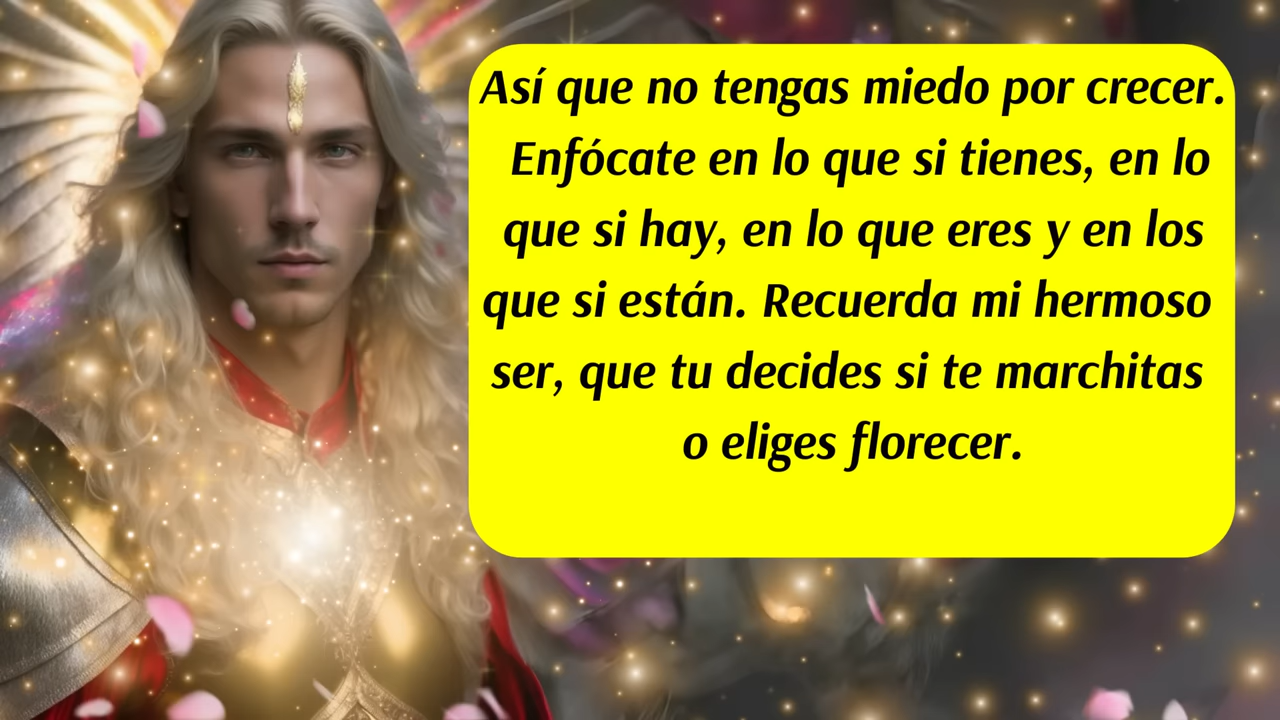 Así que no tengas miedo por crecer.
Enfócate en lo que si tienes, en lo
que si hay, en lo que eres y en los
que si están. Recuerda mi hermoso
ser, que tu decides si te marchitas
o eliges florecer.